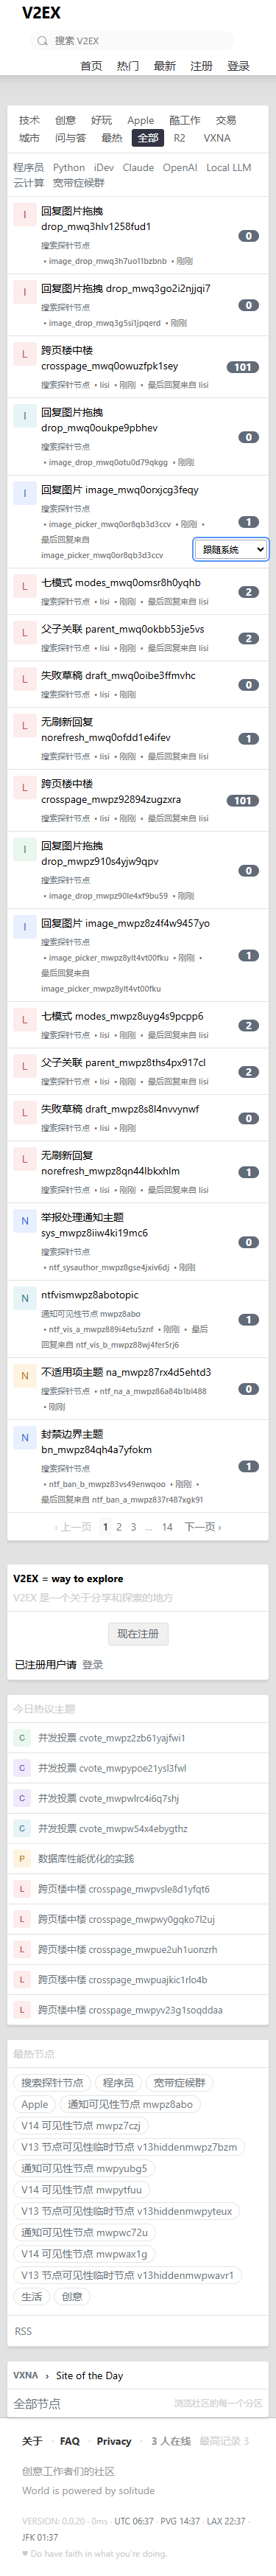 V2EX
搜索 V2EX
首页 热门 最新 注册 登录
技术 创意 好玩 Apple 酷工作 交易
城市 问与答 最热 全部 R2 VXNA
程序员 Python iDev Claude OpenAI Local LLM
云计算 宽带症候群
I 回复图片拖拽
drop_mwq3hlv1258fud1
搜索探针节点
• image_drop_mwq3h7uo11bzbnb • 刚刚
0
I 回复图片拖拽 drop_mwq3go2i2njjqi7
搜索探针节点
• image_drop_mwq3g5si1jpqerd • 刚刚
0
L 跨页楼中楼
crosspage_mwq0owuzfpk1sey
搜索探针节点 • lisi • 刚刚 • 最后回复来自 lisi
101
I 回复图片拖拽
drop_mwq0oukpe9pbhev
搜索探针节点
• image_drop_mwq0otu0d79qkgg • 刚刚
0
I 回复图片 image_mwq0orxjcg3feqy
搜索探针节点
• image_picker_mwq0or8qb3d3ccv • 刚刚 •
最后回复来自
image_picker_mwq0or8qb3d3ccv
1
跟随系统
L 七模式 modes_mwq0omsr8h0yqhb
搜索探针节点 • lisi • 刚刚 • 最后回复来自 lisi
2
L 父子关联 parent_mwq0okbb53je5vs
搜索探针节点 • lisi • 刚刚 • 最后回复来自 lisi
2
L 失败草稿 draft_mwq0oibe3ffmvhc
搜索探针节点 • lisi • 刚刚
0
L 无刷新回复
norefresh_mwq0ofdd1e4ifev
搜索探针节点 • lisi • 刚刚 • 最后回复来自 lisi
1
L 跨页楼中楼
crosspage_mwpz92894zugzxra
搜索探针节点 • lisi • 刚刚 • 最后回复来自 lisi
101
I 回复图片拖拽
drop_mwpz910s4yjw9qpv
搜索探针节点
• image_drop_mwpz90le4xf9bu59 • 刚刚
0
I 回复图片 image_mwpz8z4f4w9457yo
搜索探针节点
• image_picker_mwpz8ylt4vt00fku • 刚刚 •
最后回复来自
image_picker_mwpz8ylt4vt00fku
1
L 七模式 modes_mwpz8uyg4s9pcpp6
搜索探针节点 • lisi • 刚刚 • 最后回复来自 lisi
2
L 父子关联 parent_mwpz8ths4px917cl
搜索探针节点 • lisi • 刚刚 • 最后回复来自 lisi
2
L 失败草稿 draft_mwpz8s8l4nvvynwf
搜索探针节点 • lisi • 刚刚
0
L 无刷新回复
norefresh_mwpz8qn44lbkxhlm
搜索探针节点 • lisi • 刚刚 • 最后回复来自 lisi
1
N 举报处理通知主题
sys_mwpz8iiw4ki19mc6
搜索探针节点
• ntf_sysauthor_mwpz8gse4jxiv6dj • 刚刚
0
N ntfvismwpz8abotopic
通知可见性节点 mwpz8abo
• ntf_vis_a_mwpz889i4etu5znf • 刚刚 • 最后
回复来自 ntf_vis_b_mwpz88wj4fer5rj6
1
N 不适用项主题 na_mwpz87rx4d5ehtd3
搜索探针节点 • ntf_na_a_mwpz86a84b1bl488
• 刚刚
0
N 封禁边界主题
bn_mwpz84qh4a7yfokm
搜索探针节点
• ntf_ban_b_mwpz83vs49enwqoo • 刚刚 •
最后回复来自 ntf_ban_a_mwpz837r487xgk91
1
‹ 上一页 1 2 3 … 14 下一页 ›
V2EX = way to explore
V2EX 是一个关于分享和探索的地方
现在注册
已注册用户请 登录
今日热议主题
C 并发投票 cvote_mwpz2zb61yajfwi1
C 并发投票 cvote_mwpypoe21ysl3fwl
C 并发投票 cvote_mwpwlrc4i6q7shj
C 并发投票 cvote_mwpw54x4ebygthz
P 数据库性能优化的实践
L 跨页楼中楼 crosspage_mwpvsle8d1yfqt6
L 跨页楼中楼 crosspage_mwpwy0gqko7l2uj
L 跨页楼中楼 crosspage_mwpue2uh1uonzrh
L 跨页楼中楼 crosspage_mwpuajkic1rlo4b
L 跨页楼中楼 crosspage_mwpyv23g1soqddaa
最热节点
搜索探针节点 程序员 宽带症候群
Apple 通知可见性节点 mwpz8abo
V14 可见性节点 mwpz7czj
V13 节点可见性临时节点 v13hiddenmwpz7bzm
通知可见性节点 mwpyubg5
V14 可见性节点 mwpytfuu
V13 节点可见性临时节点 v13hiddenmwpyteux
通知可见性节点 mwpwc72u
V14 可见性节点 mwpwax1g
V13 节点可见性临时节点 v13hiddenmwpwavr1
生活 创意
RSS
VXNA › Site of the Day
全部节点 浏览社区的每一个分区
关于 · FAQ · Privacy · 3 人在线 最高记录 3
创意工作者们的社区
World is powered by solitude
VERSION: 0.0.20 · 0ms · UTC 06:37 · PVG 14:37 · LAX 22:37 ·
JFK 01:37
♥ Do have faith in what you're doing.